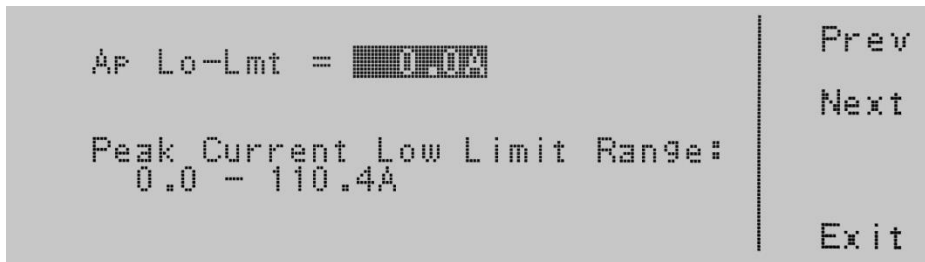 Ap Lo-Lmt = 0.0A
Peak Current Low Limit Range:
0.0 - 110.4A
Prev
Next
Exit